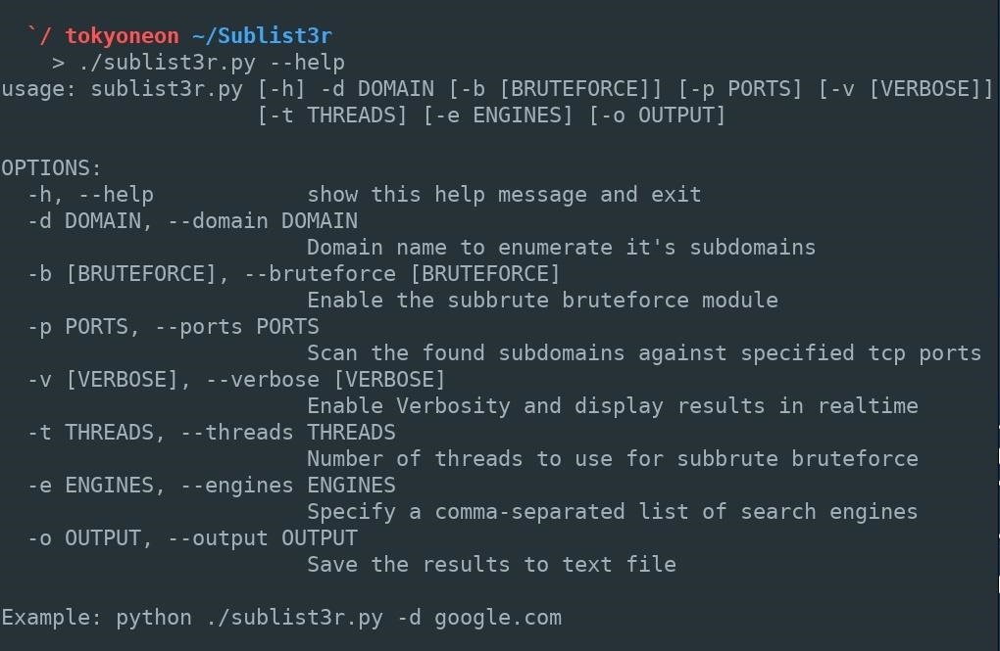 `/ tokyoneon ~/Sublist3r
> ./sublist3r.py --help
usage: sublist3r.py [-h] -d DOMAIN [-b [BRUTEFORCE]] [-p PORTS] [-v [VERBOSE]]
[-t THREADS] [-e ENGINES] [-o OUTPUT]
OPTIONS:
-h, --help show this help message and exit
-d DOMAIN, --domain DOMAIN
Domain name to enumerate it's subdomains
-b [BRUTEFORCE], --bruteforce [BRUTEFORCE]
Enable the subbrute bruteforce module
-p PORTS, --ports PORTS
Scan the found subdomains against specified tcp ports
-v [VERBOSE], --verbose [VERBOSE]
Enable Verbosity and display results in realtime
-t THREADS, --threads THREADS
Number of threads to use for subbrute bruteforce
-e ENGINES, --engines ENGINES
Specify a comma-separated list of search engines
-o OUTPUT, --output OUTPUT
Save the results to text file
Example: python ./sublist3r.py -d google.com